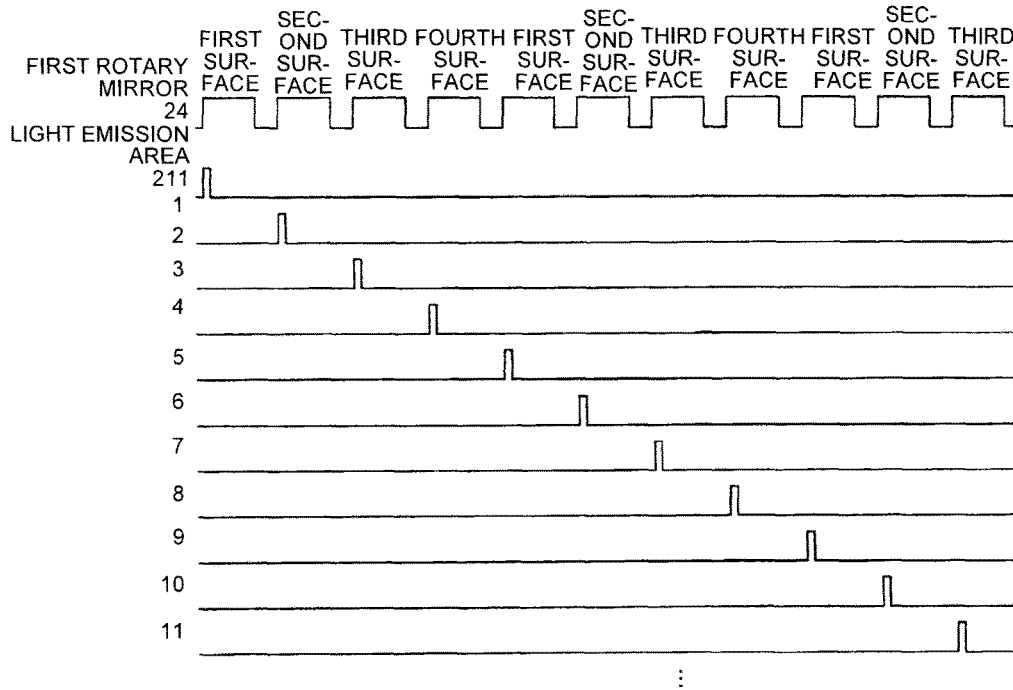 FIRST ROTARY MIRROR 24
FIRST SUR- FACE
SEC- OND SUR- FACE
THIRD SUR- FACE
FOURTH SUR- FACE
FIRST SUR- FACE
SEC- OND SUR- FACE
THIRD SUR- FACE
FOURTH SUR- FACE
FIRST SUR- FACE
SEC- OND SUR- FACE
THIRD SUR- FACE
LIGHT EMISSION AREA
211
1
2
3
4
5
6
7
8
9
10
11
⋮